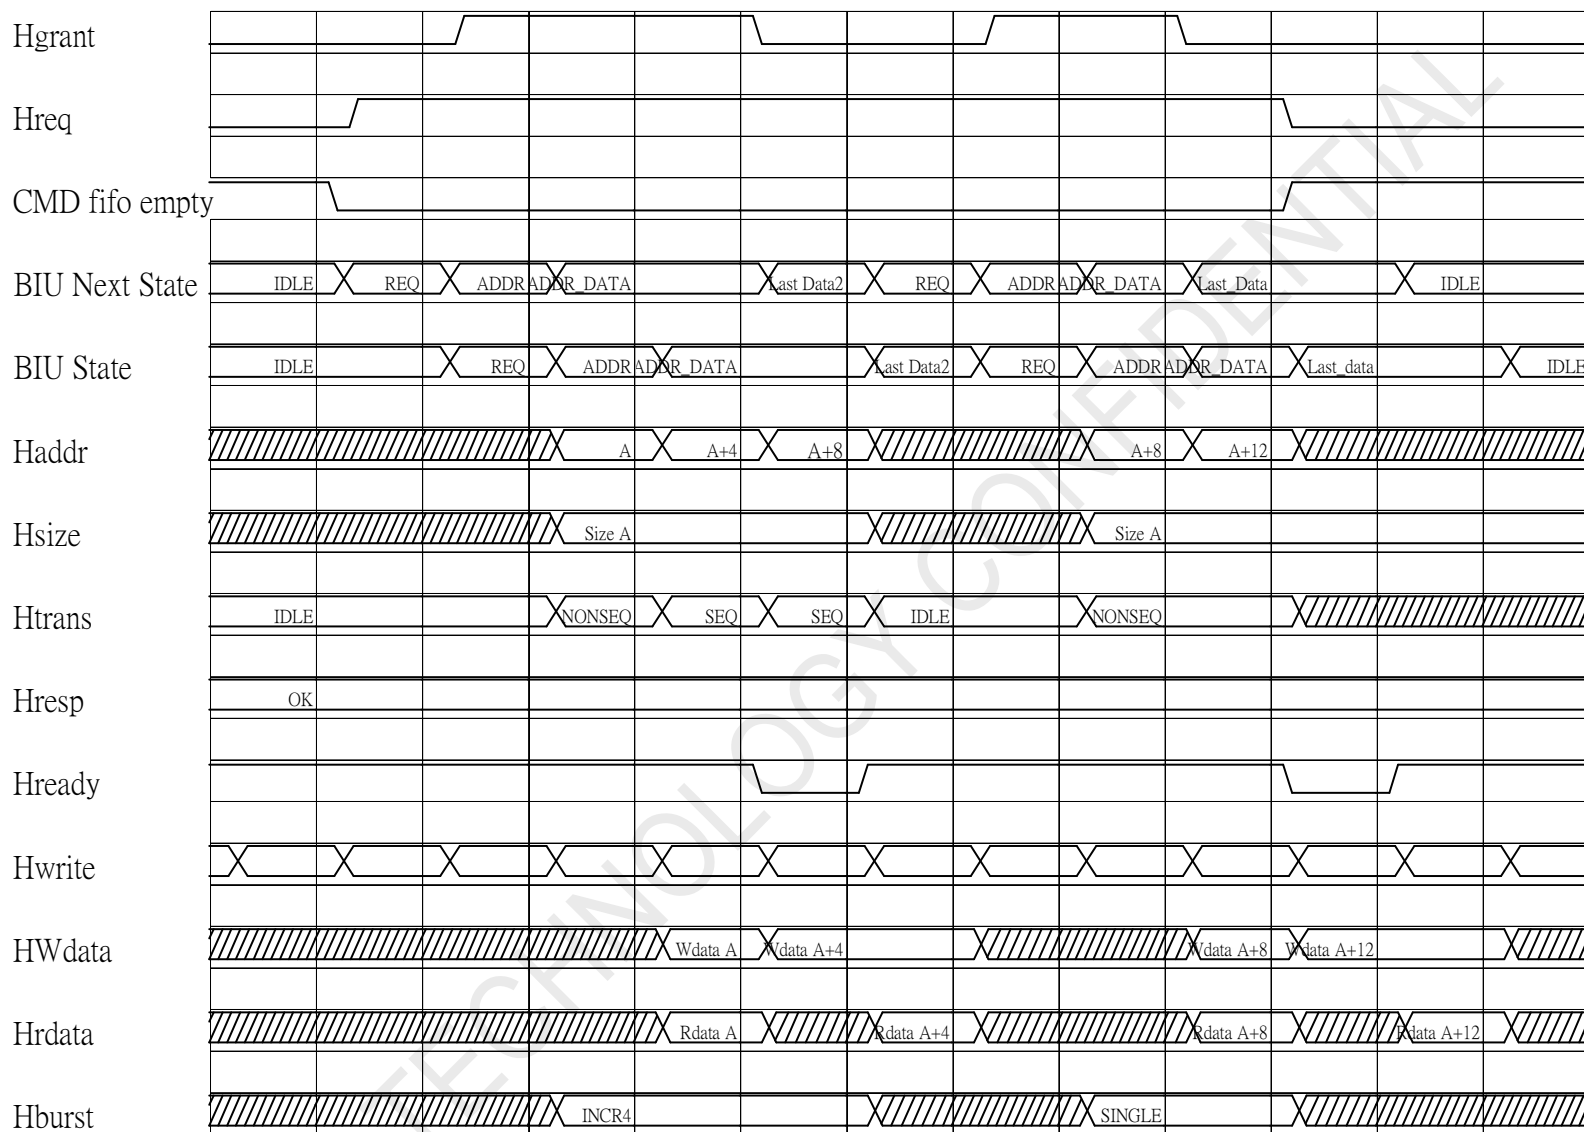 Hgrant
Hreq
CMD fifo empty
BIU Next State IDLE REQ ADDR ADDR_DATA Last Data2 REQ ADDR ADDR_DATA Last_Data IDLE
BIU State IDLE REQ ADDR ADDR_DATA Last Data2 REQ ADDR ADDR_DATA Last_data IDLE
Haddr A A+4 A+8 A+8 A+12
Hsize Size A Size A
Htrans IDLE NONSEQ SEQ SEQ IDLE NONSEQ
Hresp OK
Hready
Hwrite
HWdata Wdata A Wdata A+4 Wdata A+8 Wdata A+12
Hrdata Rdata A Rdata A+4 Rdata A+8 Rdata A+12
Hburst INCR4 SINGLE
TECHNOLOGY CONFIDENTIAL